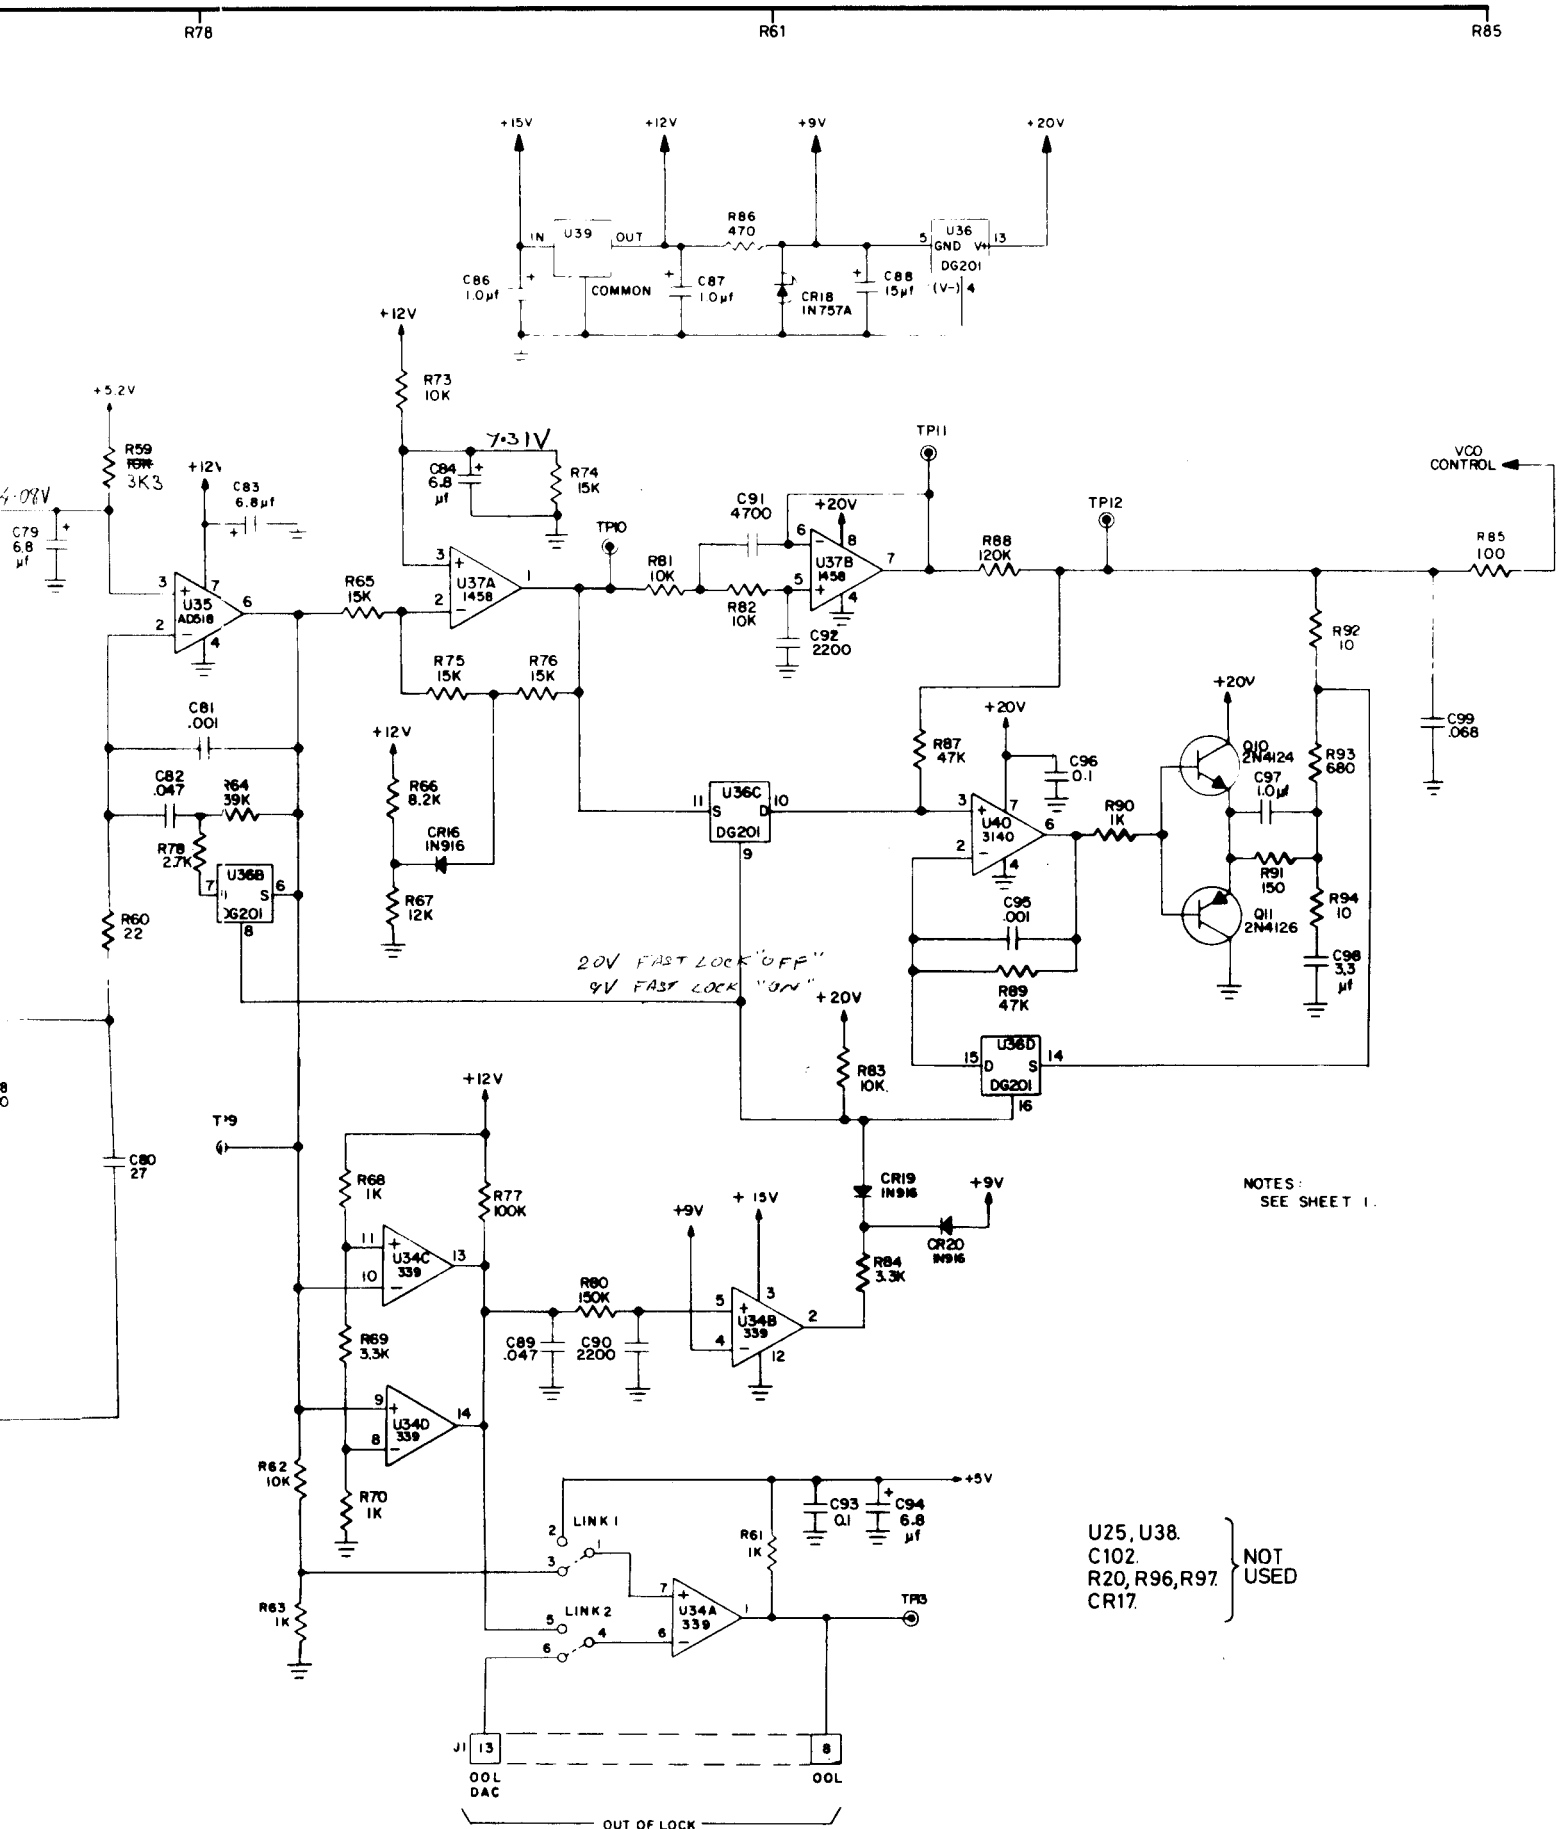 R78
R61
R85
+15V
+12V
+9V
+20V
IN
U39
OUT
COMMON
C86
1.0µf
+
C87
1.0µf
+
R86
470
CR18
1N757A
C88
15µf
+
5
U36
GND V+
13
DG201
(V-) 4
+12V
R73
10K
7.31V
C84
6.8
µf
+
R74
15K
+5.2V
R59
10K
3K3
4.08V
C79
6.8
µf
+
+12V
C83
6.8µf
+
3
+
7
U35
AD518
6
2
-
4
R65
15K
3
+
U37A
1458
1
2
-
TP10
R75
15K
R76
15K
R81
10K
R82
10K
C91
4700
C92
2200
+20V
6
-
8
U37B
1458
7
5
+
4
TP11
R88
120K
TP12
VCO
CONTROL
R85
100
R92
10
C99
.068
C81
.001
C82
.047
R64
39K
R78
2.7K
7
U36B
S
6
DG201
8
R60
22
+12V
R66
8.2K
CR16
1N916
R67
12K
11
S
U36C
D
10
DG201
9
R87
47K
+20V
C96
0.1
3
+
7
U40
3140
6
2
-
4
R90
1K
C95
.001
R89
47K
+20V
Q10
2N4124
C97
1.0µf
R93
680
R91
150
Q11
2N4126
R94
10
C98
3.3
µf
20V FAST LOCK "OFF"
9V FAST LOCK "ON"
+20V
R83
10K.
15
D
U36D
S
14
DG201
16
C80
27
+12V
R68
1K
R77
100K
11
+
U34C
339
13
10
-
R69
3.3K
9
+
U34D
339
14
8
-
R70
1K
R62
10K
R63
1K
C89
.047
R80
150K
C90
2200
+9V
+15V
5
+
3
U34B
339
2
4
-
12
CR19
1N916
CR20
1N916
+9V
R84
3.3K
NOTES:
SEE SHEET 1.
+5V
C93
0.1
C94
6.8
µf
+
R61
1K
LINK 1
2
1
3
LINK 2
5
4
6
7
+
U34A
339
1
6
-
TP13
J1
13
8
OOL
DAC
OOL
OUT OF LOCK
U25, U38.
C102.
R20, R96, R97.
CR17.
NOT
USED